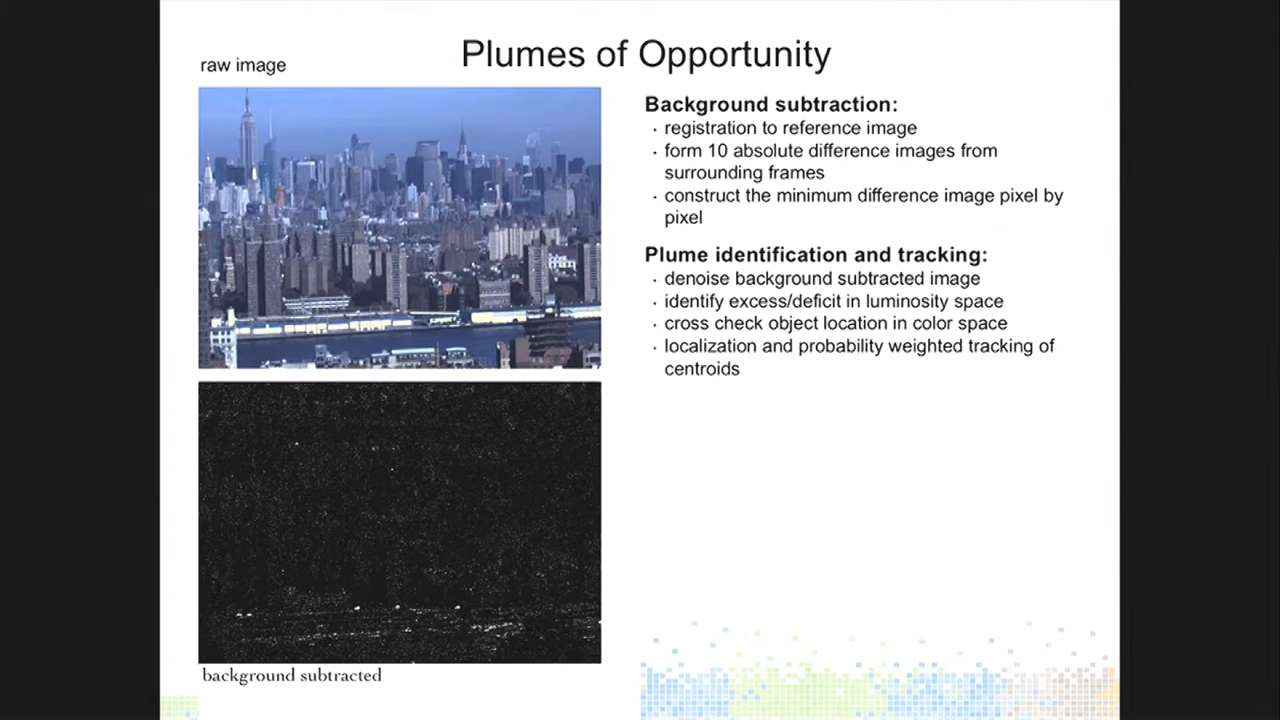 Plumes of Opportunity
raw image
Background subtraction:
· registration to reference image
· form 10 absolute difference images from
surrounding frames
· construct the minimum difference image pixel by
pixel
Plume identification and tracking:
· denoise background subtracted image
· identify excess/deficit in luminosity space
· cross check object location in color space
· localization and probability weighted tracking of
centroids
background subtracted